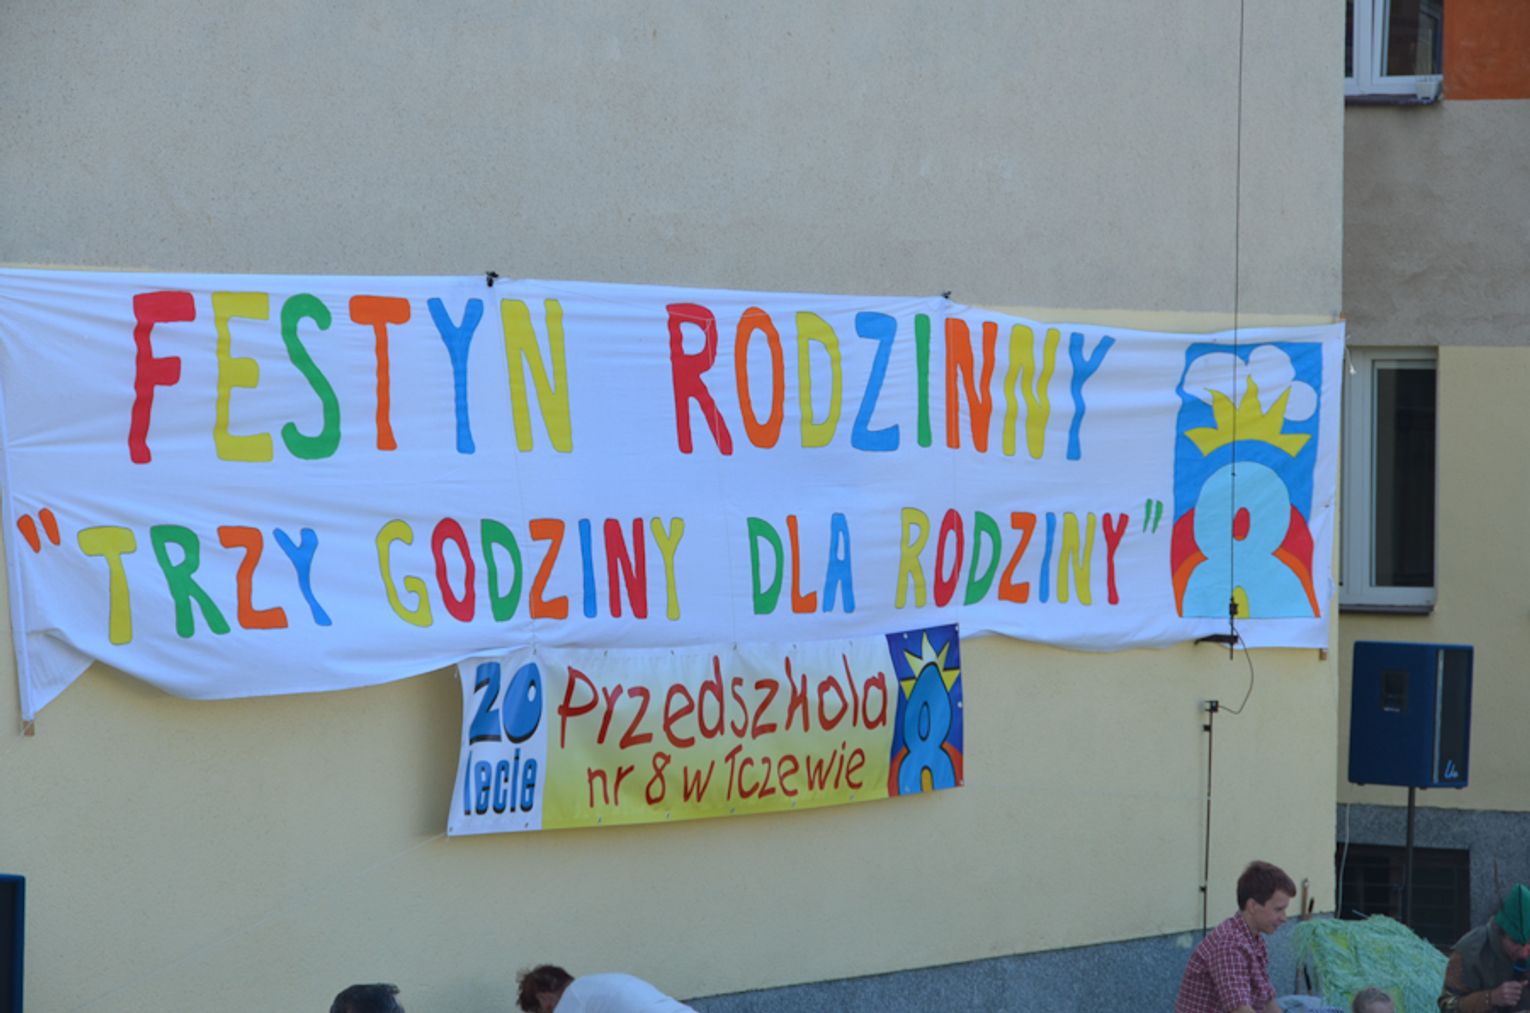 FESTYN RODZINNY
"TRZY GODZINY DLA RODZINY"
8
20 lecie
Przedszkola
nr 8 w Tczewie
8